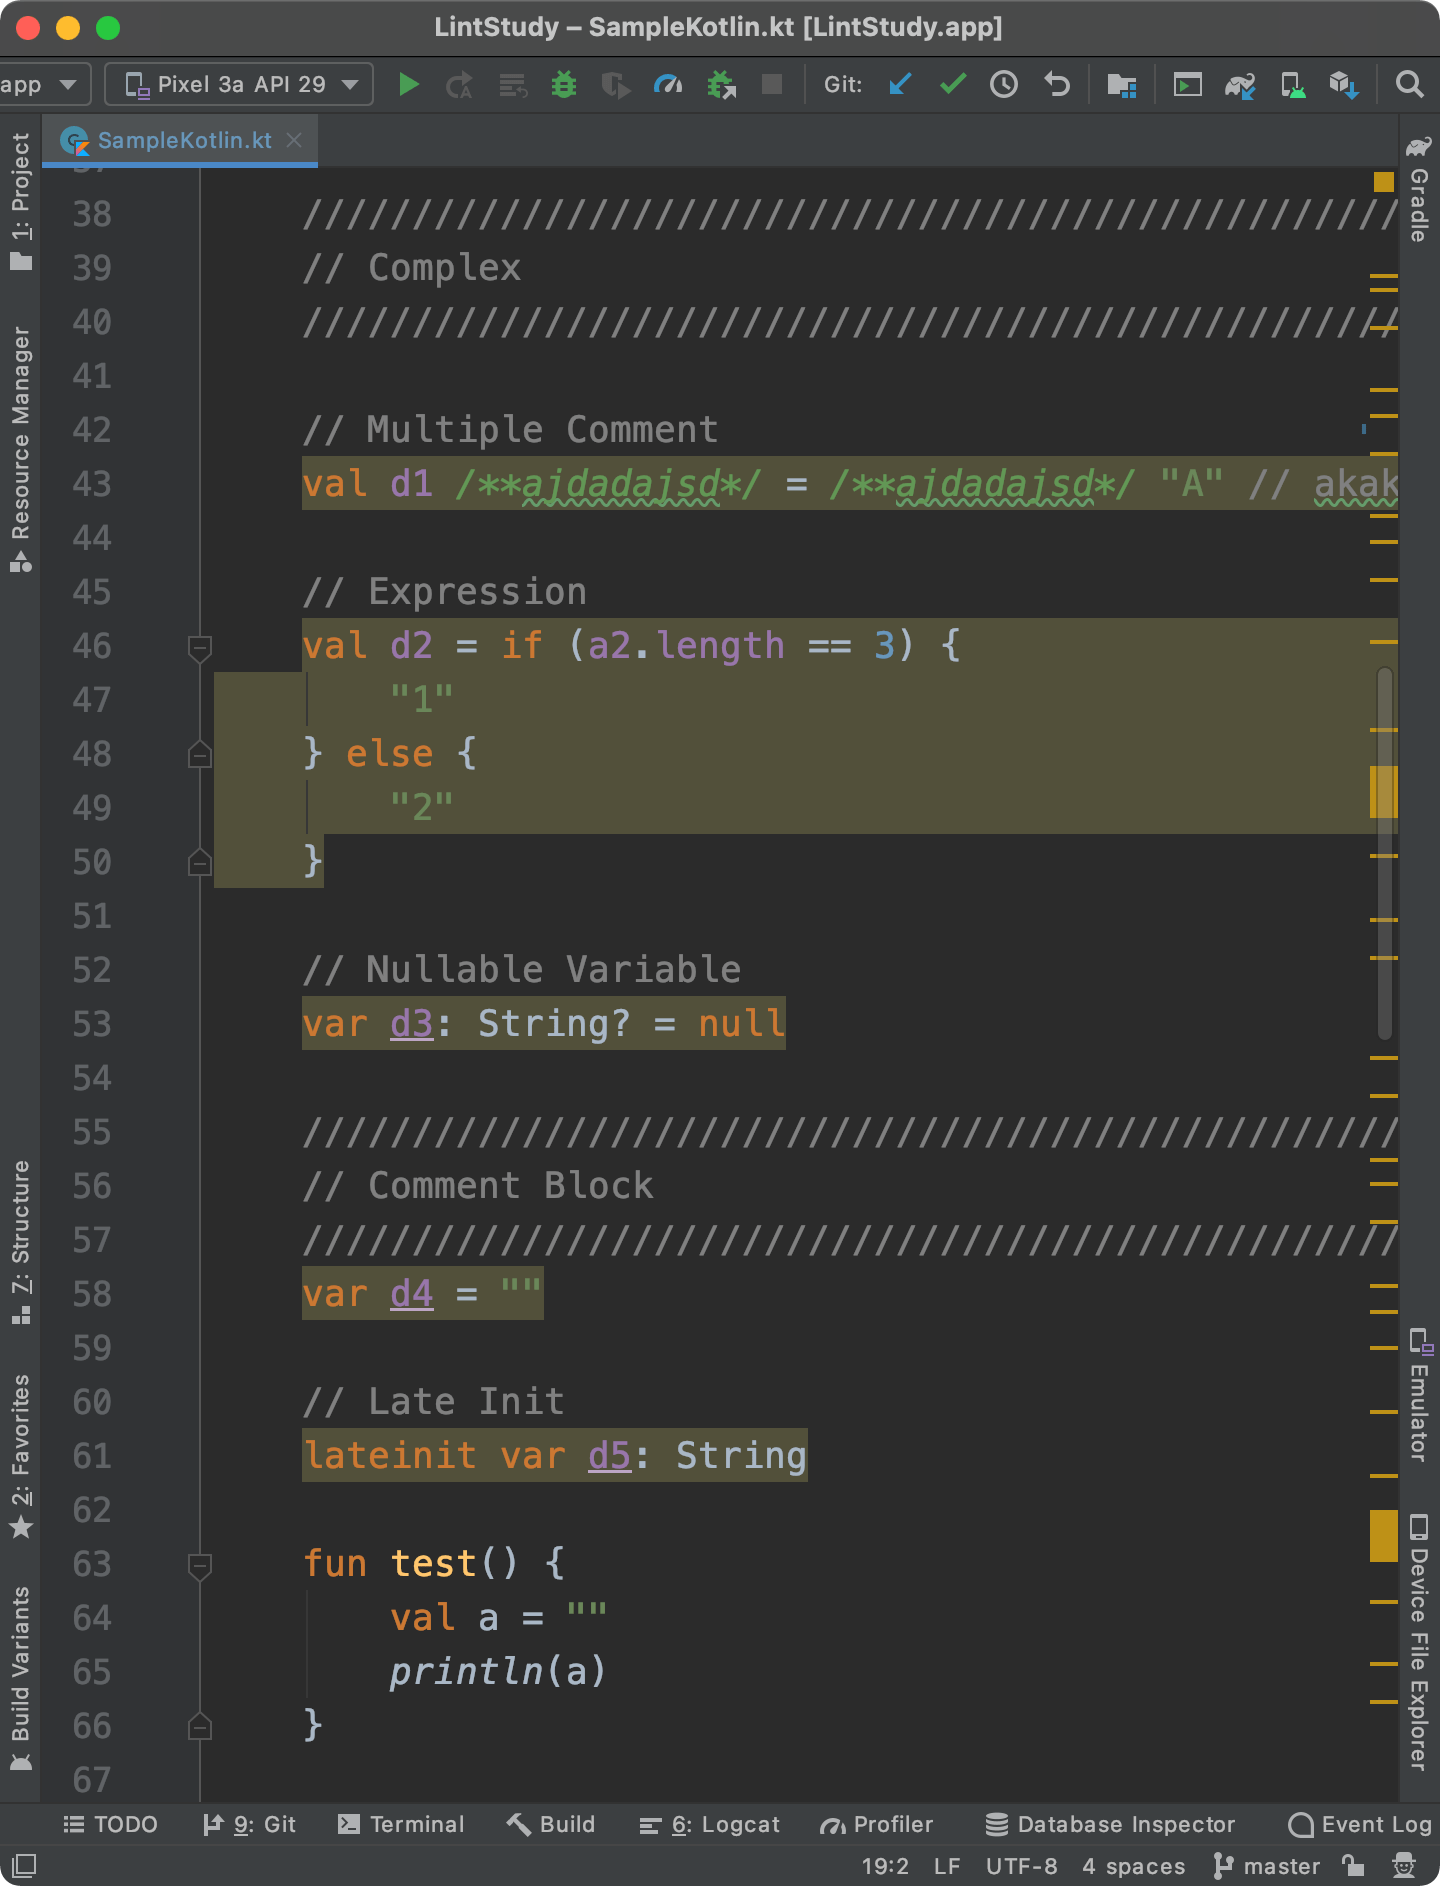 LintStudy – SampleKotlin.kt [LintStudy.app]
app Pixel 3a API 29 Git:
SampleKotlin.kt
1: Project
Resource Manager
Z: Structure
2: Favorites
Build Variants
38 //////////////////////////////////////////////////
39 // Complex
40 //////////////////////////////////////////////////
41
42 // Multiple Comment
43 val d1 /**ajdadajsd*/ = /**ajdadajsd*/ "A" // akak
44
45 // Expression
46 val d2 = if (a2.length == 3) {
47 "1"
48 } else {
49 "2"
50 }
51
52 // Nullable Variable
53 var d3: String? = null
54
55 //////////////////////////////////////////////////
56 // Comment Block
57 //////////////////////////////////////////////////
58 var d4 = ""
59
60 // Late Init
61 lateinit var d5: String
62
63 fun test() {
64 val a = ""
65 println(a)
66 }
67
Gradle
Emulator
Device File Explorer
TODO 9: Git Terminal Build 6: Logcat Profiler Database Inspector Event Log
19:2 LF UTF-8 4 spaces master